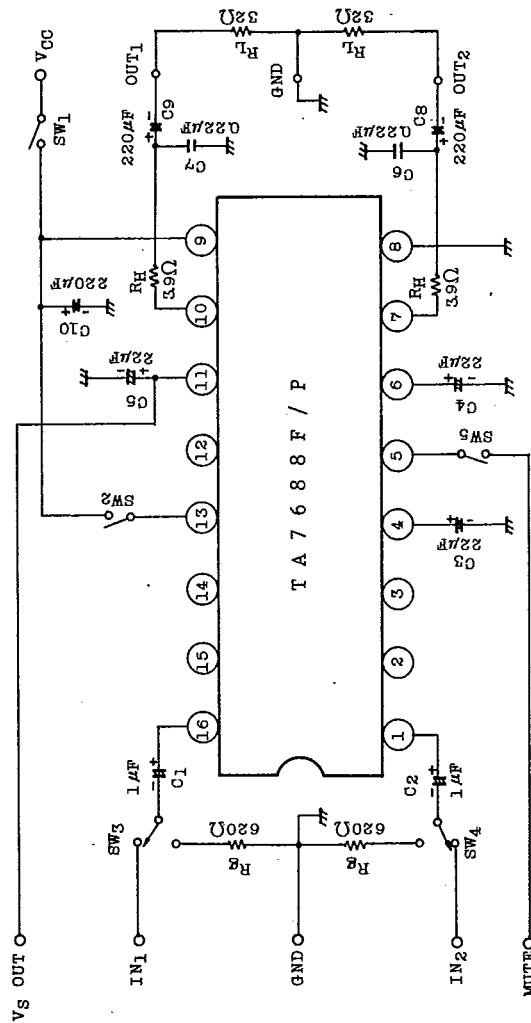 VCC
SW1
OUT1
32Ω
RL
GND
RL
32Ω
OUT2
220μF
+ -
C9
0.22μF
C7
C6
0.22μF
C8
+ -
220μF
9
RH
3.9Ω
8
RH
3.9Ω
C10
220μF
+ -
10
7
C5
22μF
- +
11
6
C4
22μF
+ -
12
5
SW5
SW2
13
4
C3
22μF
+ -
14
3
15
2
16
1
TA7688F/P
1μF
- +
C1
C2
- +
1μF
SW3
620Ω
Rg
620Ω
Rg
SW4
VS OUT
IN1
GND
IN2
MUTE